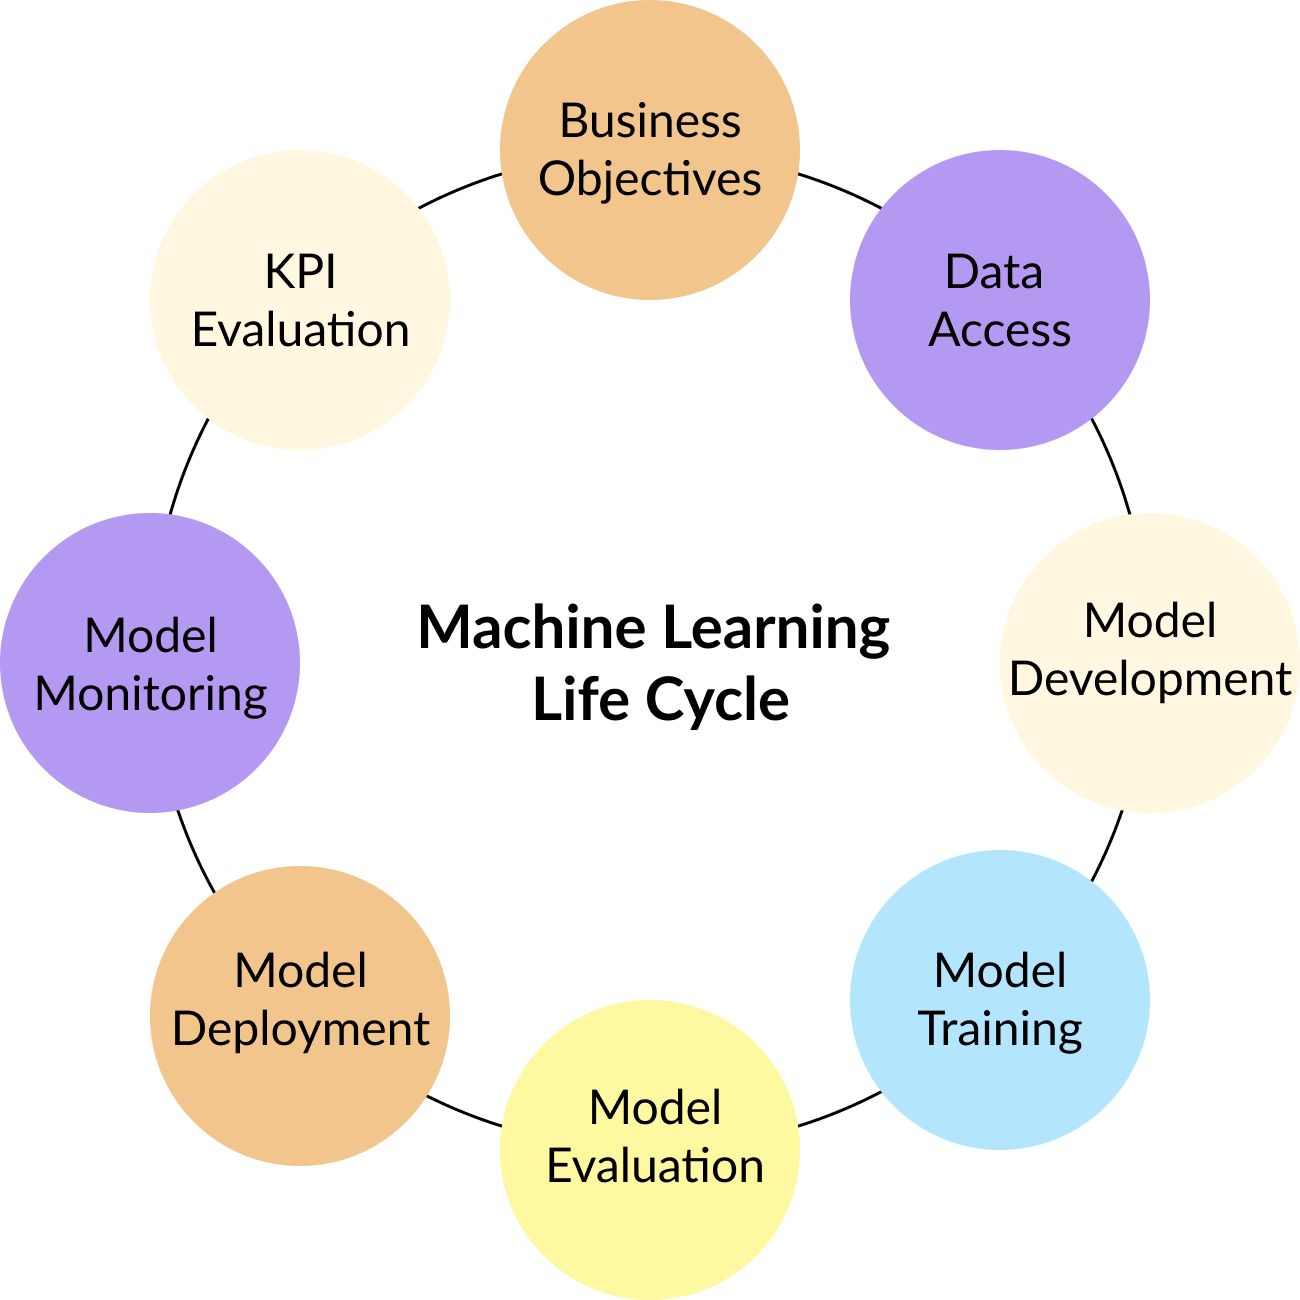 Business
Objectives
Data
Access
Model
Development
Model
Training
Model
Evaluation
Model
Deployment
Model
Monitoring
KPI
Evaluation
Machine Learning
Life Cycle